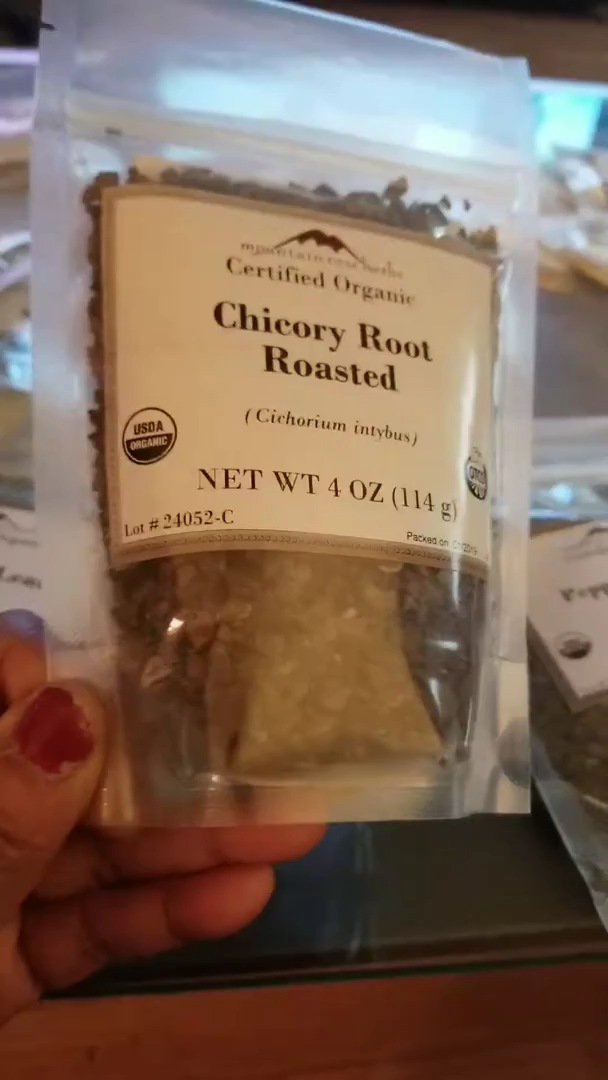 mountain rose herbs
Certified Organic
Chicory Root
Roasted
(Cichorium intybus)
USDA
ORGANIC
OTCO
NET WT 4 OZ (114 g)
Lot # 24052-C
Packed on